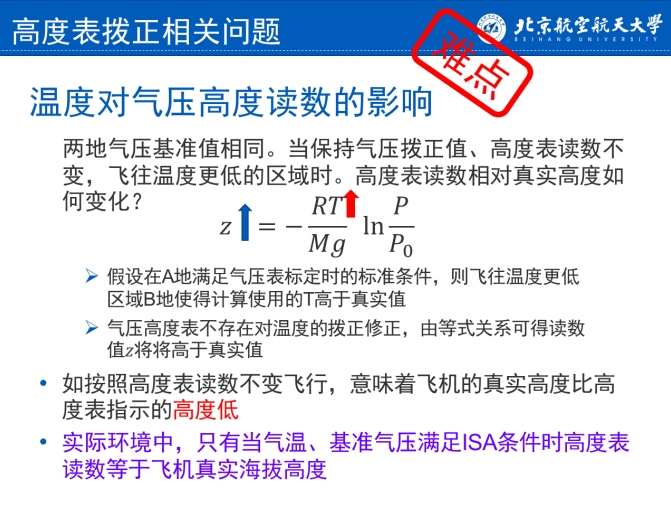 高度表拨正相关问题
北京航空航天大学
BEIHANG UNIVERSITY
难点
温度对气压高度读数的影响
两地气压基准值相同。当保持气压拨正值、高度表读数不
变，飞往温度更低的区域时。高度表读数相对真实高度如
何变化？
z = − RT/Mg ln P/P₀
假设在A地满足气压表标定时的标准条件，则飞往温度更低
区域B地使得计算使用的T高于真实值
气压高度表不存在对温度的拨正修正，由等式关系可得读数
值z将将高于真实值
• 如按照高度表读数不变飞行，意味着飞机的真实高度比高
度表指示的高度低
• 实际环境中，只有当气温、基准气压满足ISA条件时高度表
读数等于飞机真实海拔高度